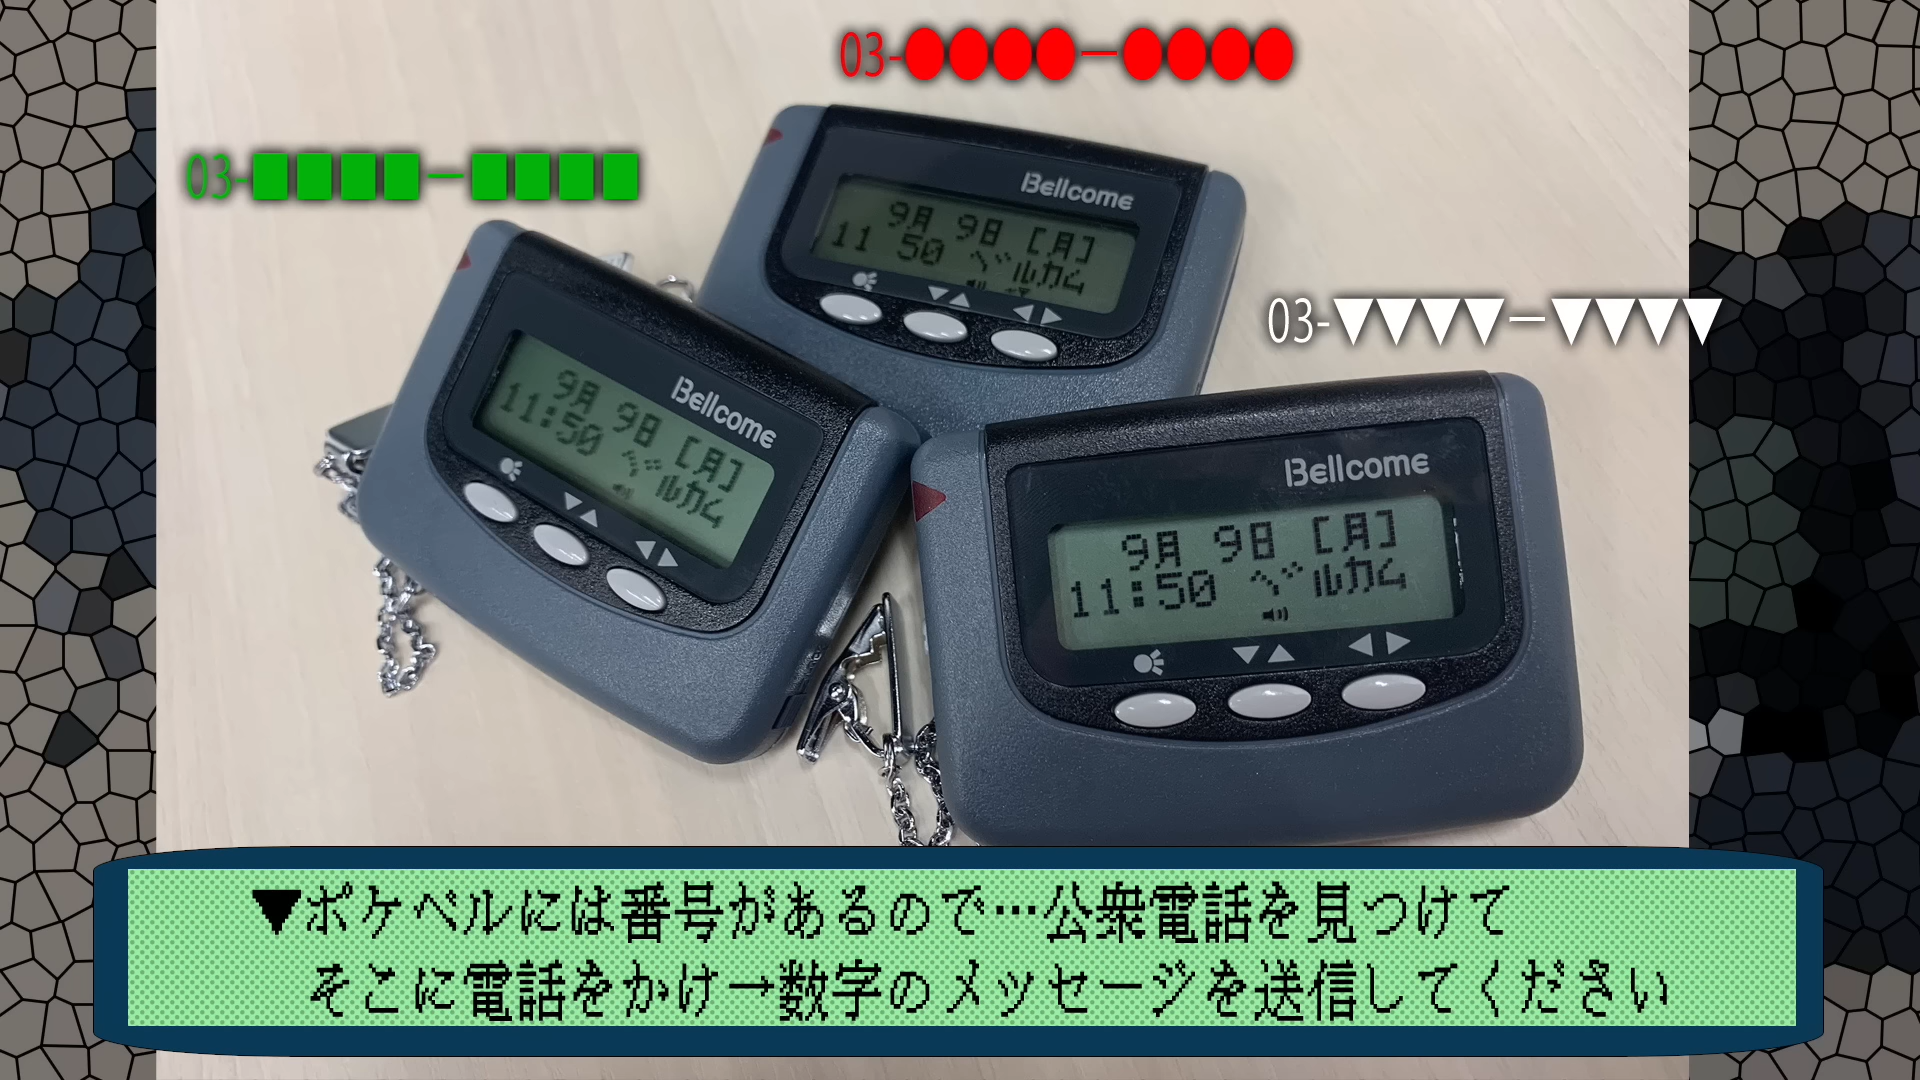 03-●●●●ー●●●●
03-■■■■ー■■■■
03-▼▼▼▼ー▼▼▼▼
Bellcome
9月 9日 [月]
11 50 ベルカム
Bellcome
9月 9日 [月]
11:50 ベルカム
Bellcome
9月 9日 [月]
11:50 ベルカム
▼ポケベルには番号があるので…公衆電話を見つけて
そこに電話をかけ→数字のメッセージを送信してください